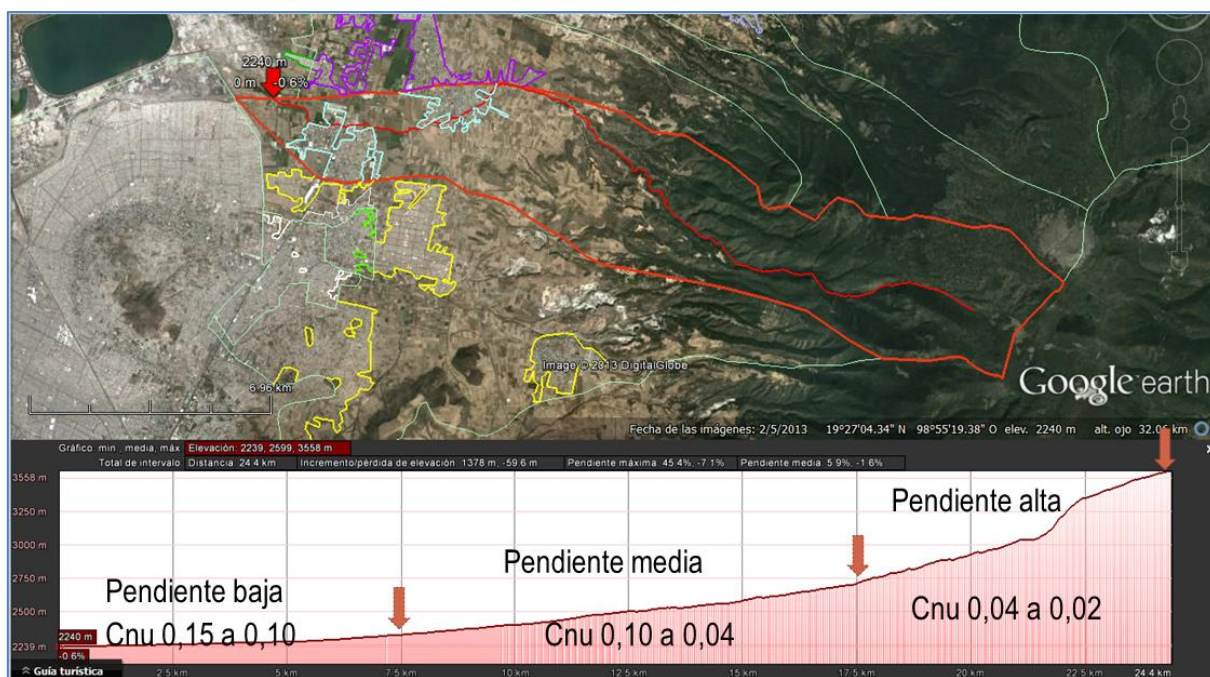 2240 m
0 m -0.6%
Image © 2013 DigitalGlobe
6.96 km
Google earth
Fecha de las imágenes: 2/5/2013 19°27'04.34" N 98°55'19.38" O elev. 2240 m alt. ojo 32.06 km
Gráfico: min., media, máx Elevación: 2239, 2599, 3558 m
Total de intervalo Distancia: 24.4 km Incremento/pérdida de elevación: 1378 m, -59.6 m Pendiente máxima: 45.4%, -7.1% Pendiente media: 5.9%, -1.6%
3558 m
3250 m
3000 m
2750 m
2500 m
2239 m
Pendiente alta
Pendiente media
Pendiente baja
Cnu 0,15 a 0,10
Cnu 0,10 a 0,04
Cnu 0,04 a 0,02
2240 m
-0.6%
Guía turística
2.5 km 5 km 7.5 km 10 km 12.5 km 15 km 17.5 km 20 km 22.5 km 24.4 km